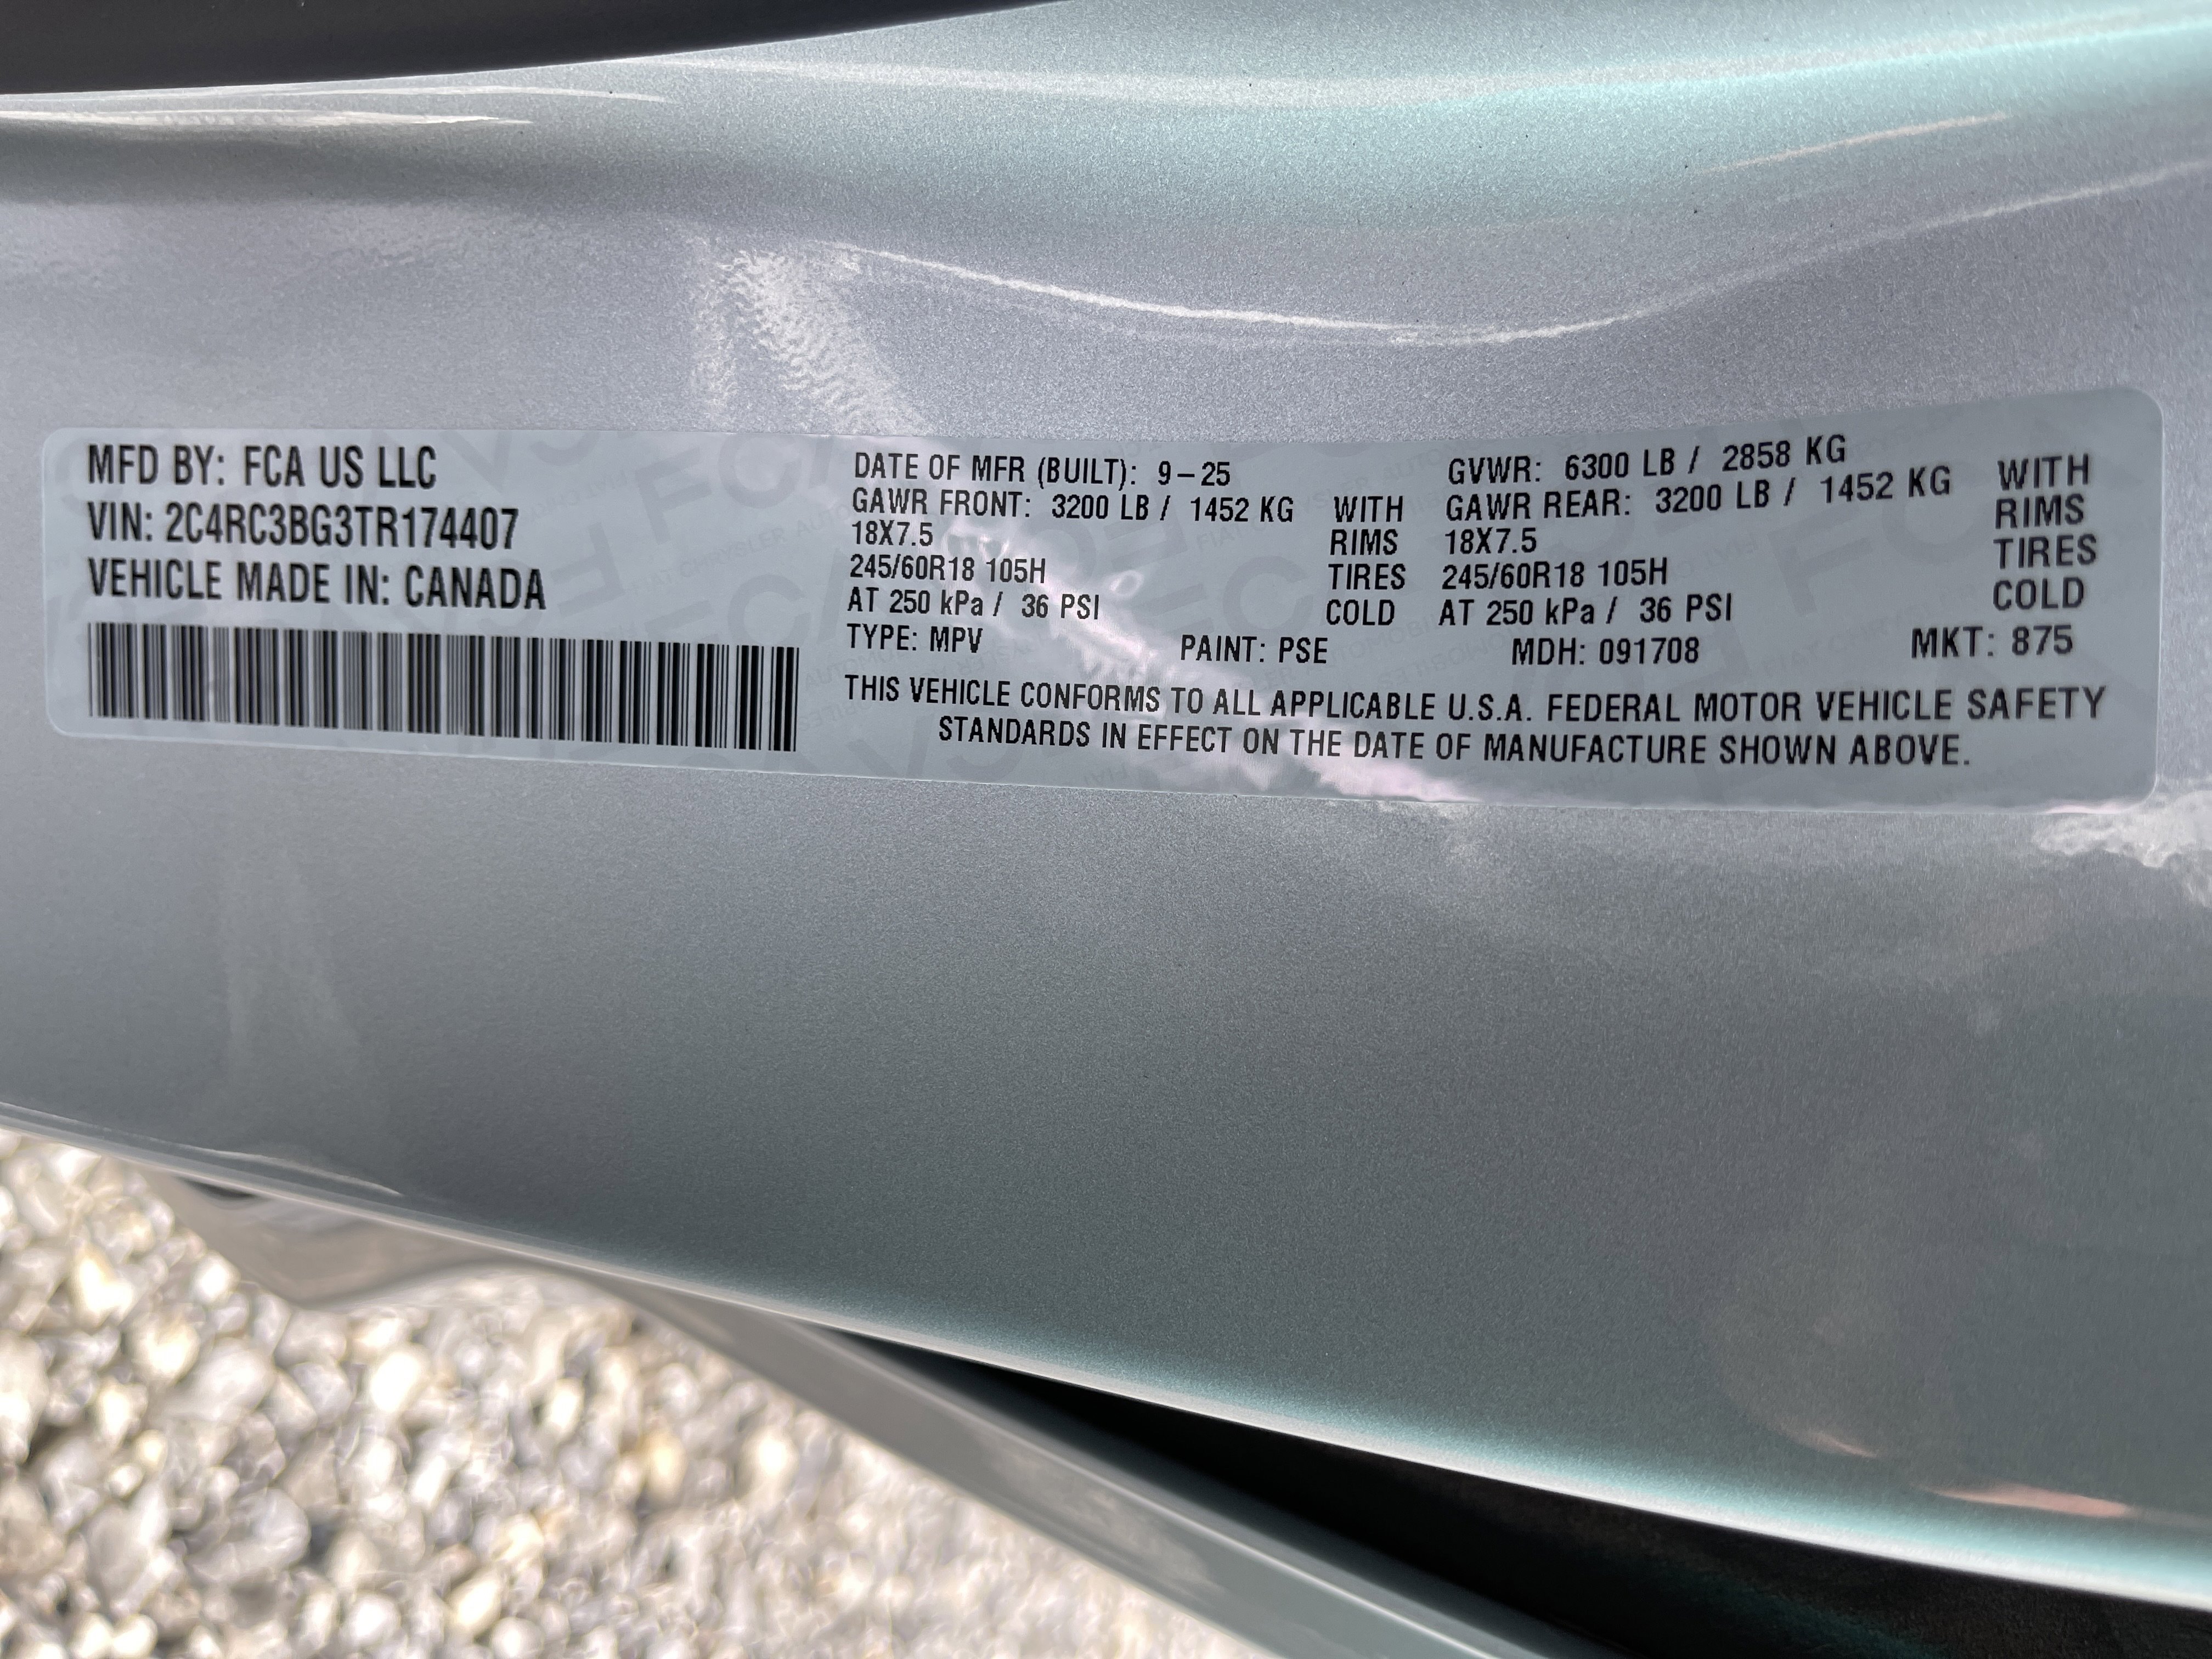 MFD BY: FCA US LLC
VIN: 2C4RC3BG3TR174407
VEHICLE MADE IN: CANADA
DATE OF MFR (BUILT): 9-25
GVWR: 6300 LB / 2858 KG
GAWR FRONT: 3200 LB / 1452 KG WITH
18X7.5 RIMS
245/60R18 105H TIRES
AT 250 kPa / 36 PSI COLD
GAWR REAR: 3200 LB / 1452 KG WITH
18X7.5 RIMS
245/60R18 105H TIRES
AT 250 kPa / 36 PSI COLD
TYPE: MPV PAINT: PSE MDH: 091708 MKT: 875
THIS VEHICLE CONFORMS TO ALL APPLICABLE U.S.A. FEDERAL MOTOR VEHICLE SAFETY
STANDARDS IN EFFECT ON THE DATE OF MANUFACTURE SHOWN ABOVE.